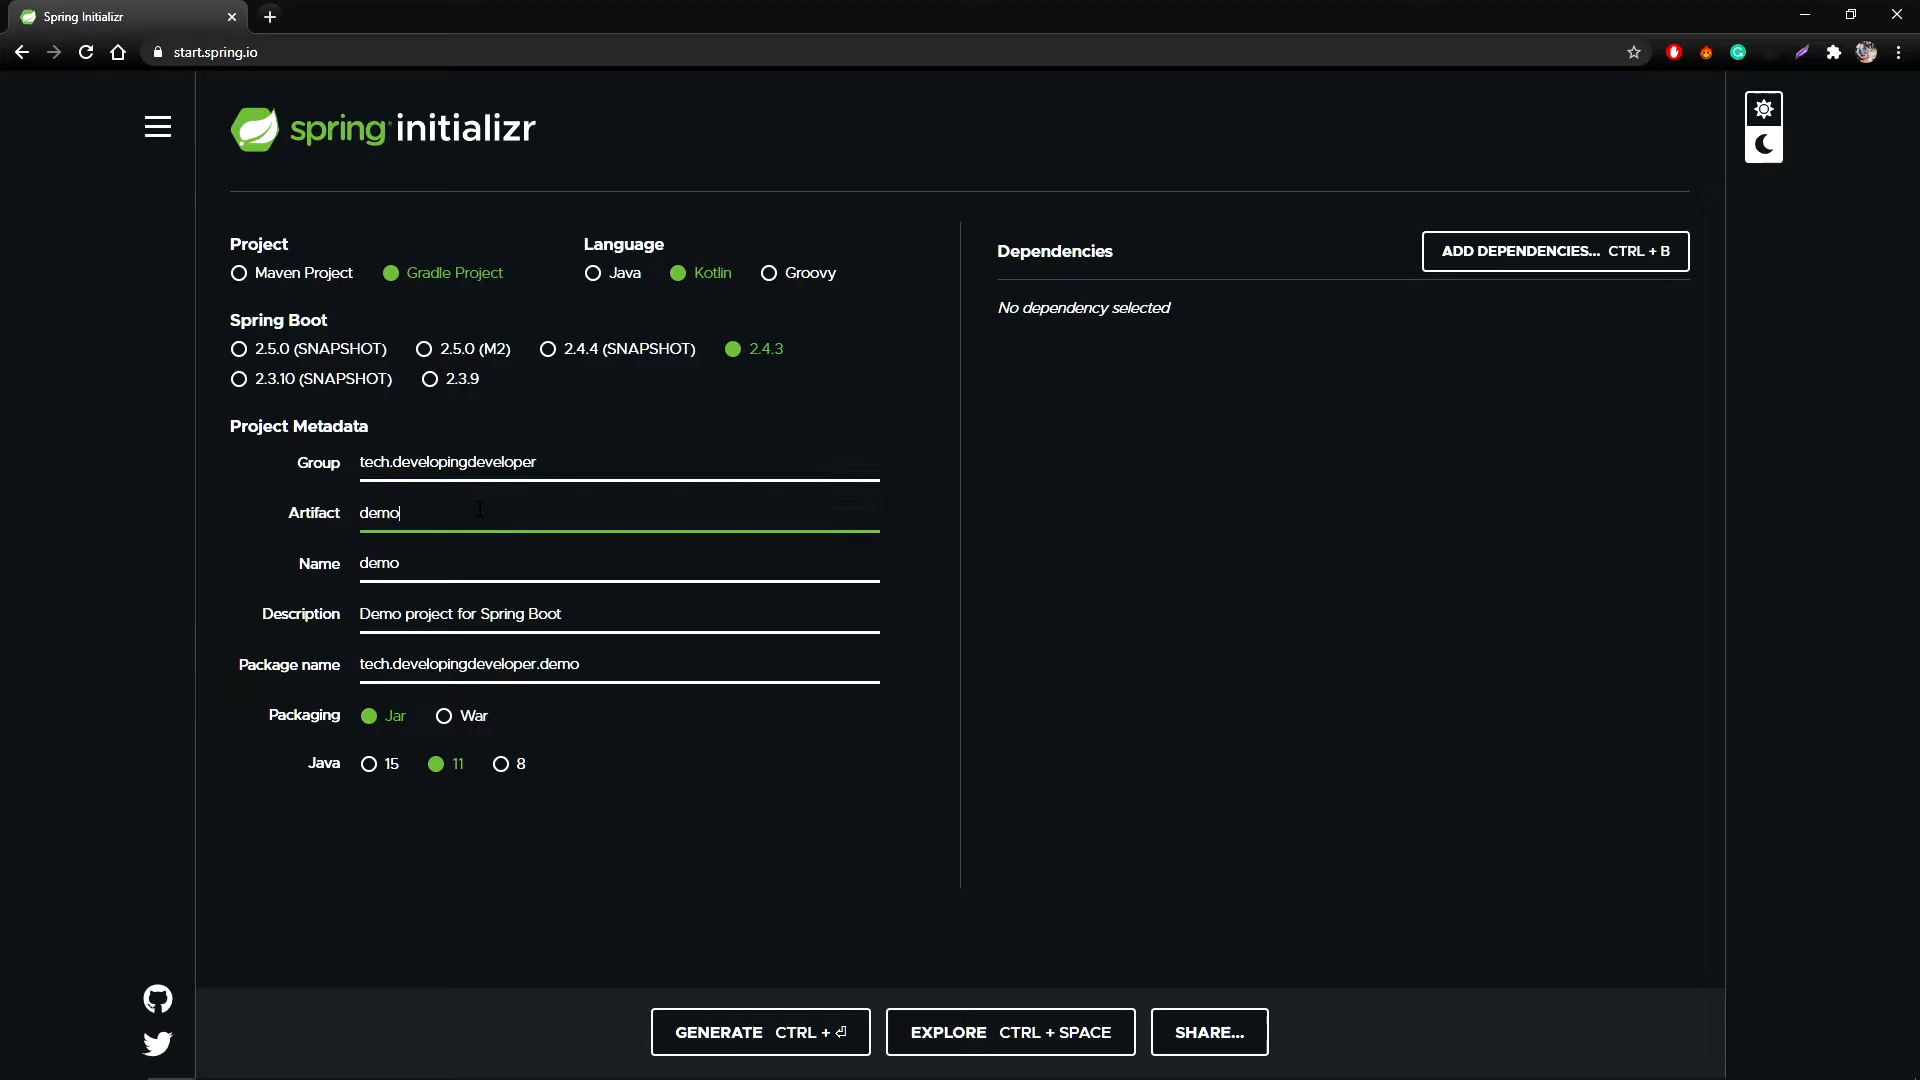 Spring Initializr
start.spring.io
spring initializr
Project
Maven Project Gradle Project
Language
Java Kotlin Groovy
Spring Boot
2.5.0 (SNAPSHOT) 2.5.0 (M2) 2.4.4 (SNAPSHOT) 2.4.3
2.3.10 (SNAPSHOT) 2.3.9
Project Metadata
Group tech.developingdeveloper
Artifact demo
Name demo
Description Demo project for Spring Boot
Package name tech.developingdeveloper.demo
Packaging Jar War
Java 15 11 8
Dependencies ADD DEPENDENCIES... CTRL + B
No dependency selected
GENERATE CTRL + ⏎ EXPLORE CTRL + SPACE SHARE...